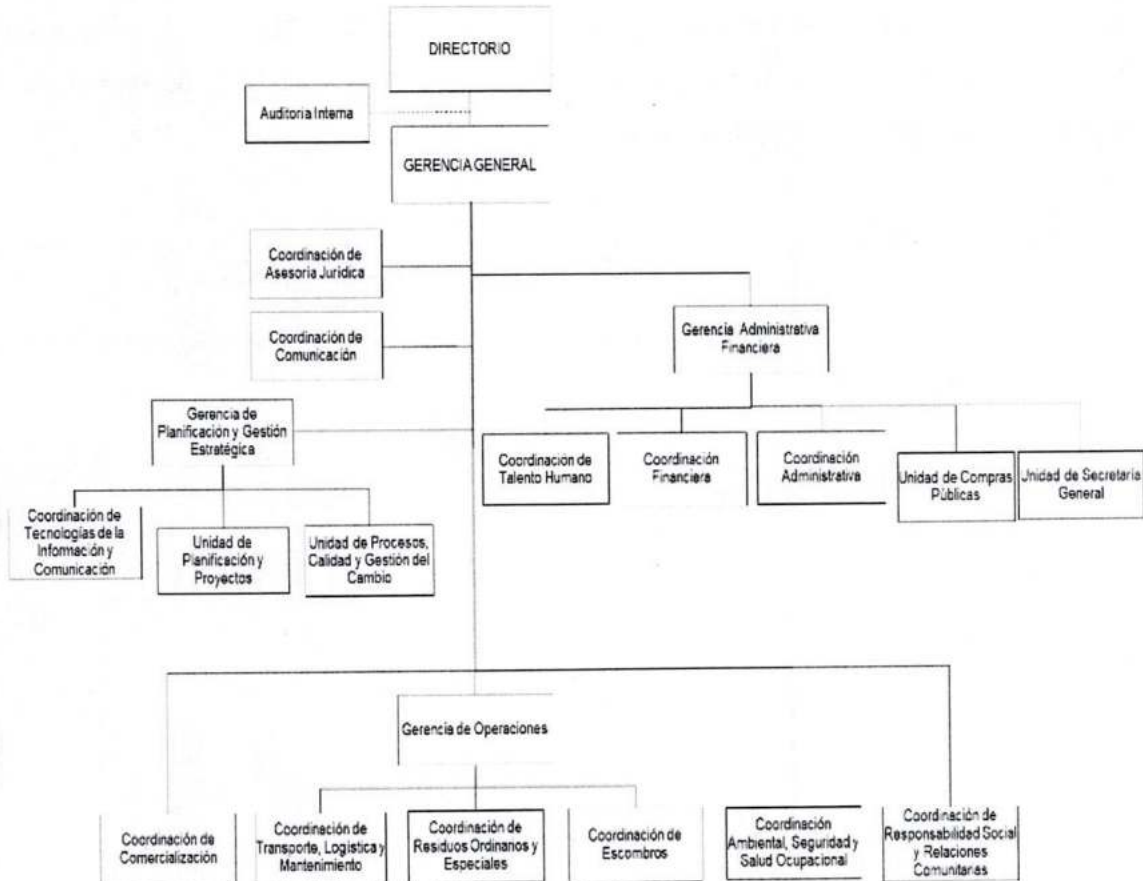 DIRECTORIO
Auditoria Interna
GERENCIA GENERAL
Coordinación de
Asesoría Jurídica
Coordinación de
Comunicación
Gerencia Administrativa
Financiera
Gerencia de
Planificación y Gestión
Estratégica
Coordinación de
Talento Humano
Coordinación
Financiera
Coordinación
Administrativa
Unidad de Compras
Públicas
Unidad de Secretaría
General
Coordinación de
Tecnologías de la
Información y
Comunicación
Unidad de
Planificación y
Proyectos
Unidad de Procesos,
Calidad y Gestión del
Cambio
Gerencia de Operaciones
Coordinación de
Comercialización
Coordinación de
Transporte, Logística y
Mantenimiento
Coordinación de
Residuos Ordinarios y
Especiales
Coordinación de
Escombros
Coordinación
Ambiental, Seguridad y
Salud Ocupacional
Coordinación de
Responsabilidad Social
y Relaciones
Comunitarias